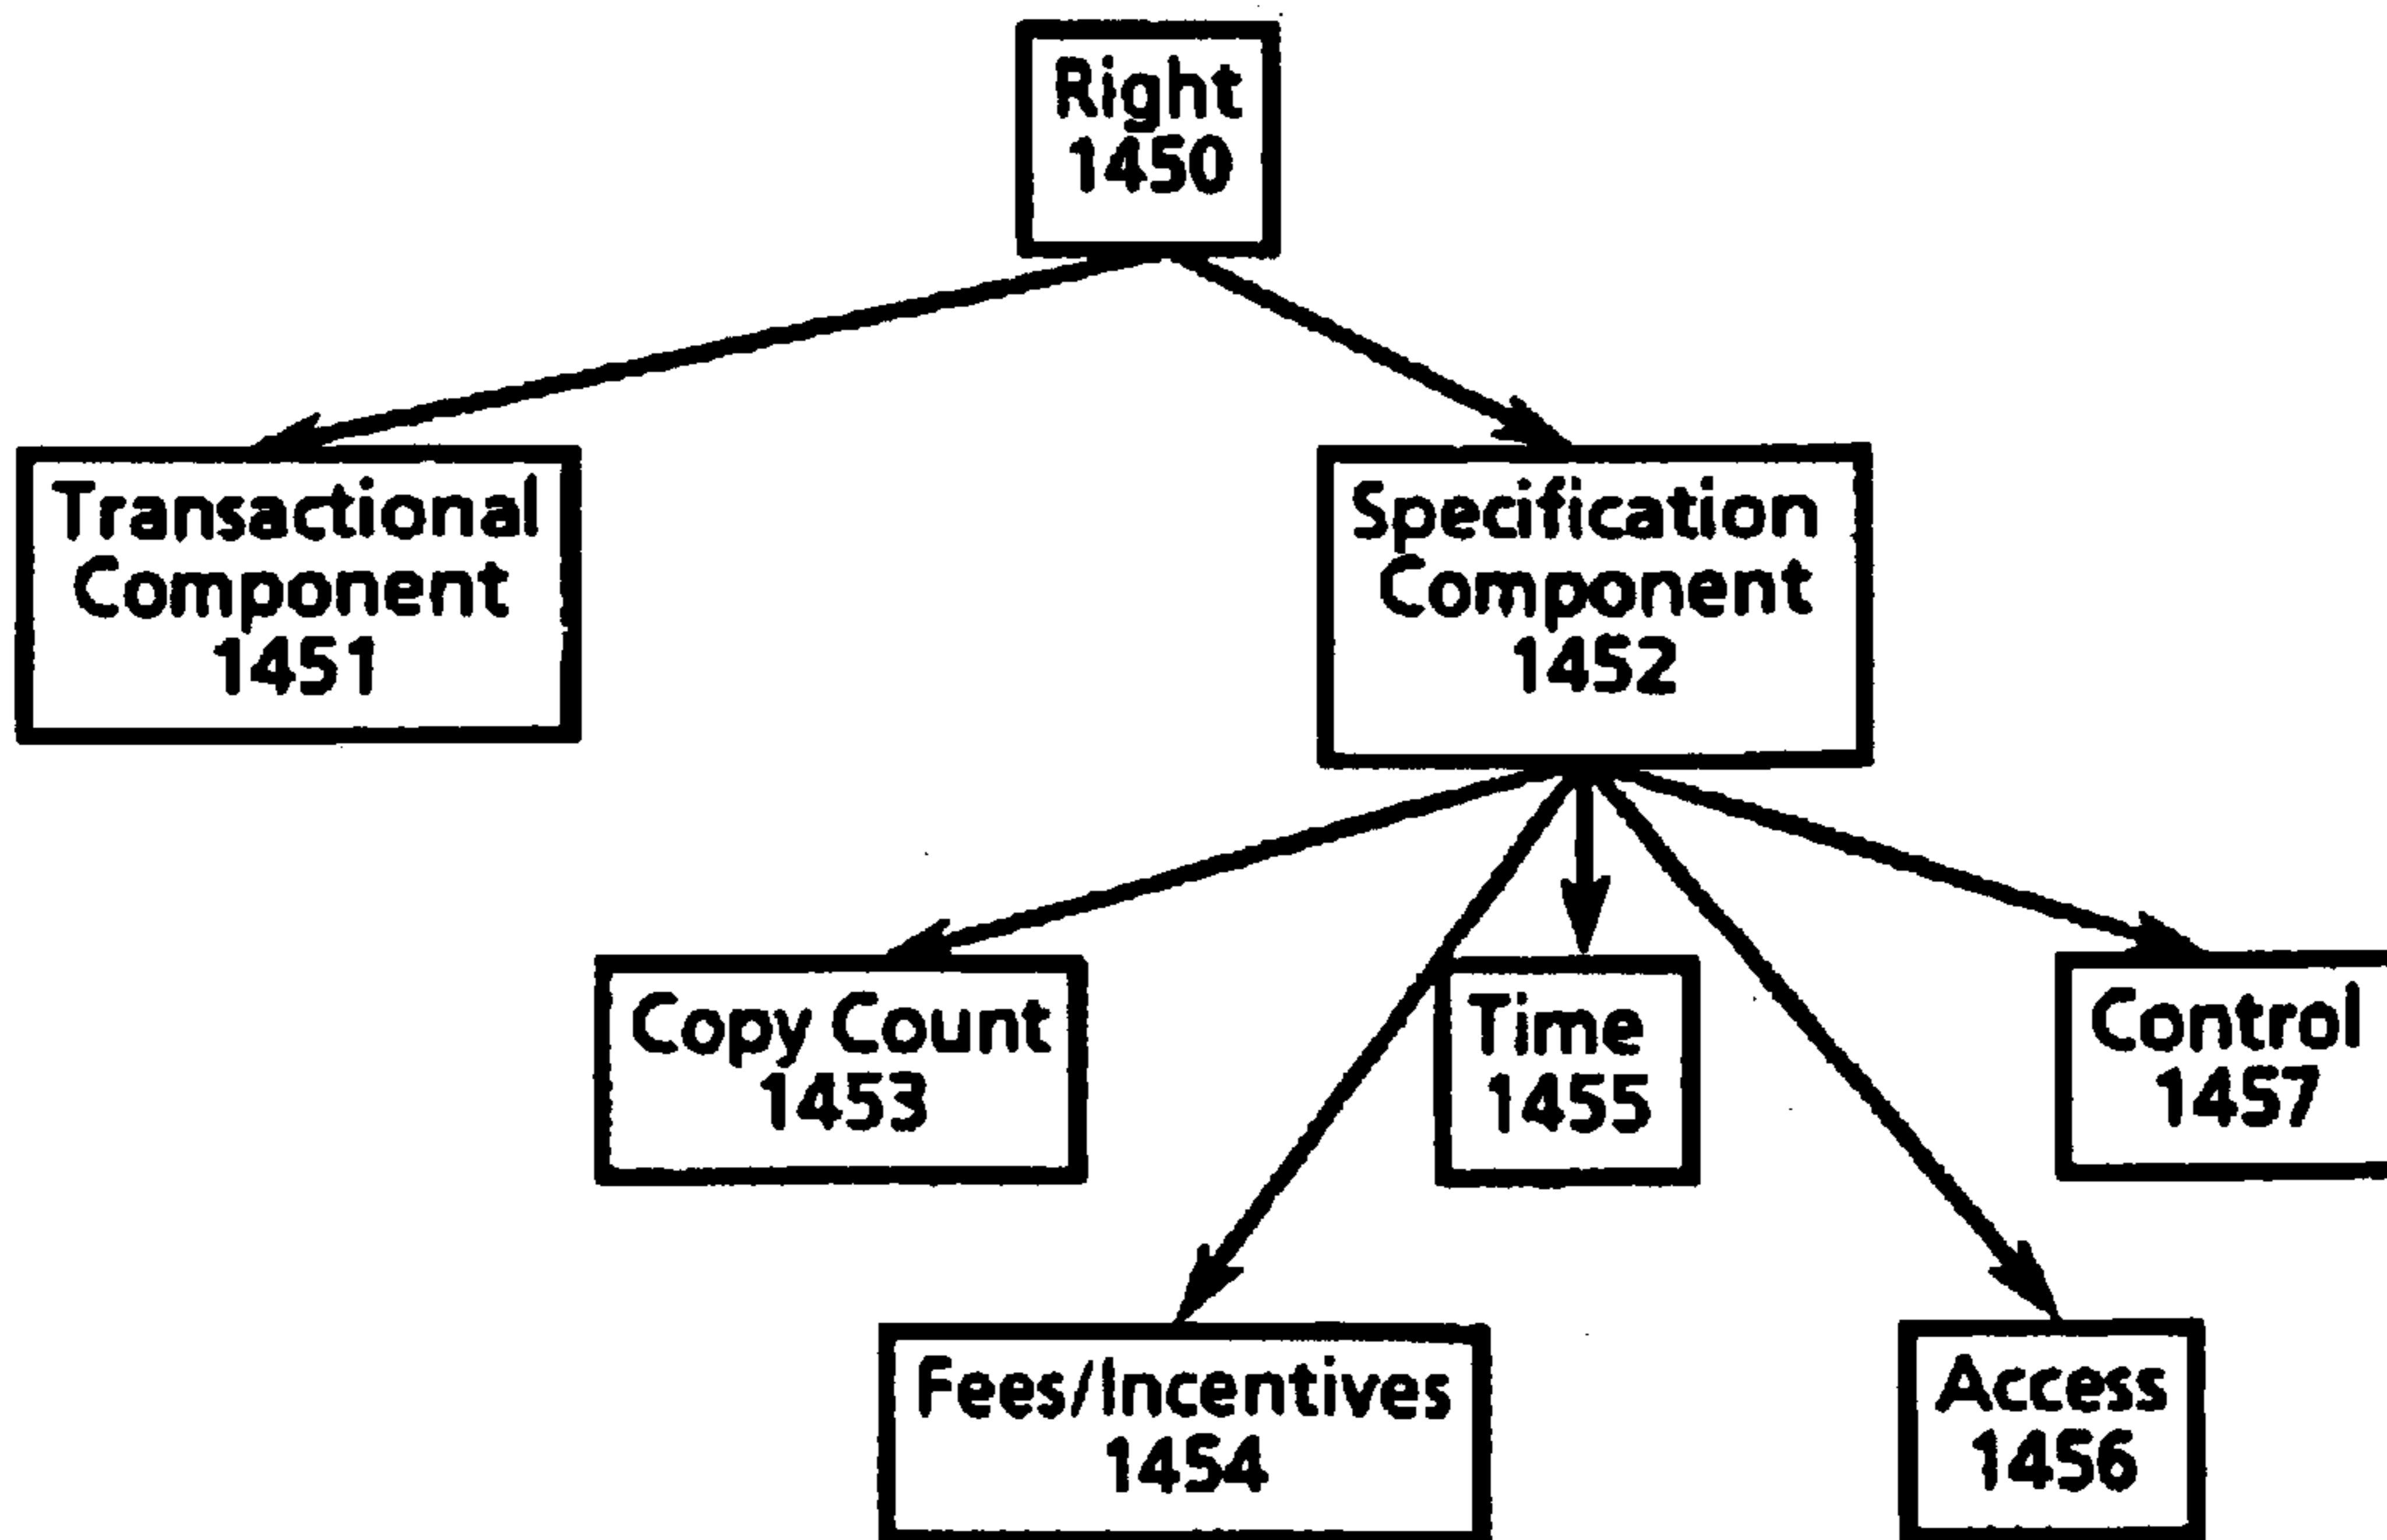 Right
1450
Transactional
Component
1451
Specification
Component
1452
Copy Count
1453
Time
1455
Control
1457
Fees/Incentives
1454
Access
1456